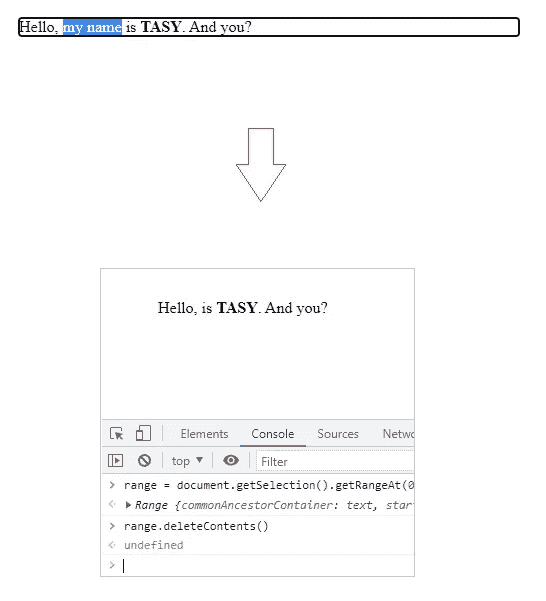 Hello, my name is TASY. And you?
Hello, is TASY. And you?
Elements Console Sources Netwo
top ▼ Filter
> range = document.getSelection().getRangeAt(0
<· ▶Range {commonAncestorContainer: text, star
> range.deleteContents()
<· undefined
>